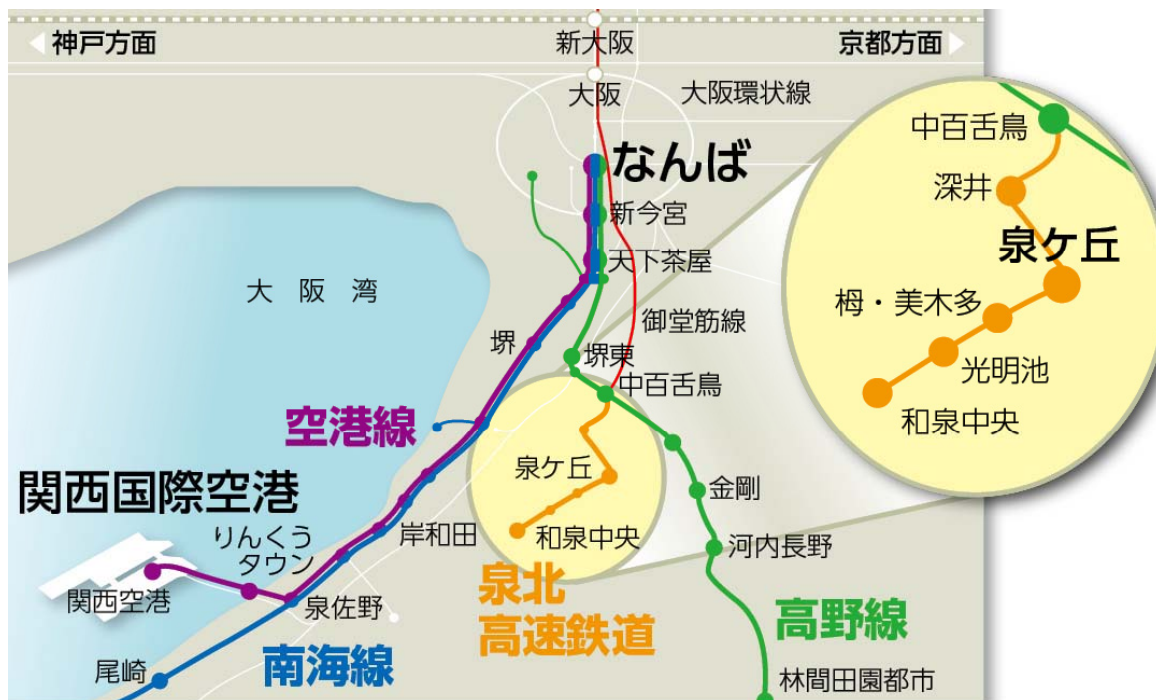 神戸方面
新大阪
京都方面
大阪
大阪環状線
なんば
新今宮
天下茶屋
大阪湾
御堂筋線
堺
堺東
中百舌鳥
空港線
関西国際空港
りんくう
タウン
岸和田
泉ケ丘
和泉中央
金剛
河内長野
関西空港
泉佐野
泉北
高速鉄道
高野線
南海線
尾崎
林間田園都市
中百舌鳥
深井
泉ケ丘
栂・美木多
光明池
和泉中央